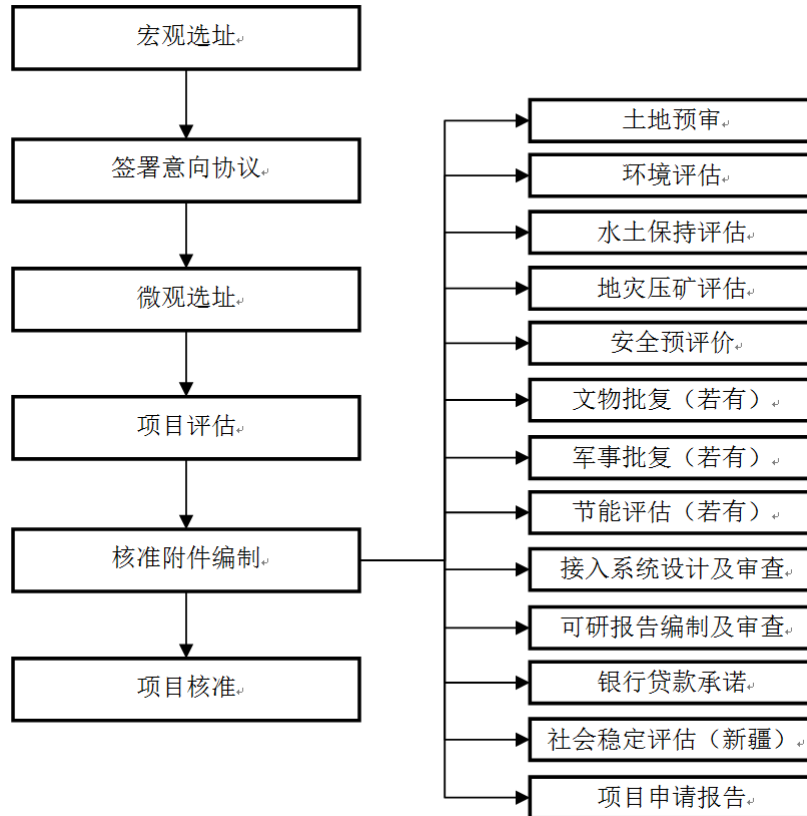 宏观选址
签署意向协议
微观选址
项目评估
核准附件编制
项目核准
土地预审
环境评估
水土保持评估
地灾压矿评估
安全预评价
文物批复（若有）
军事批复（若有）
节能评估（若有）
接入系统设计及审查
可研报告编制及审查
银行贷款承诺
社会稳定评估（新疆）
项目申请报告